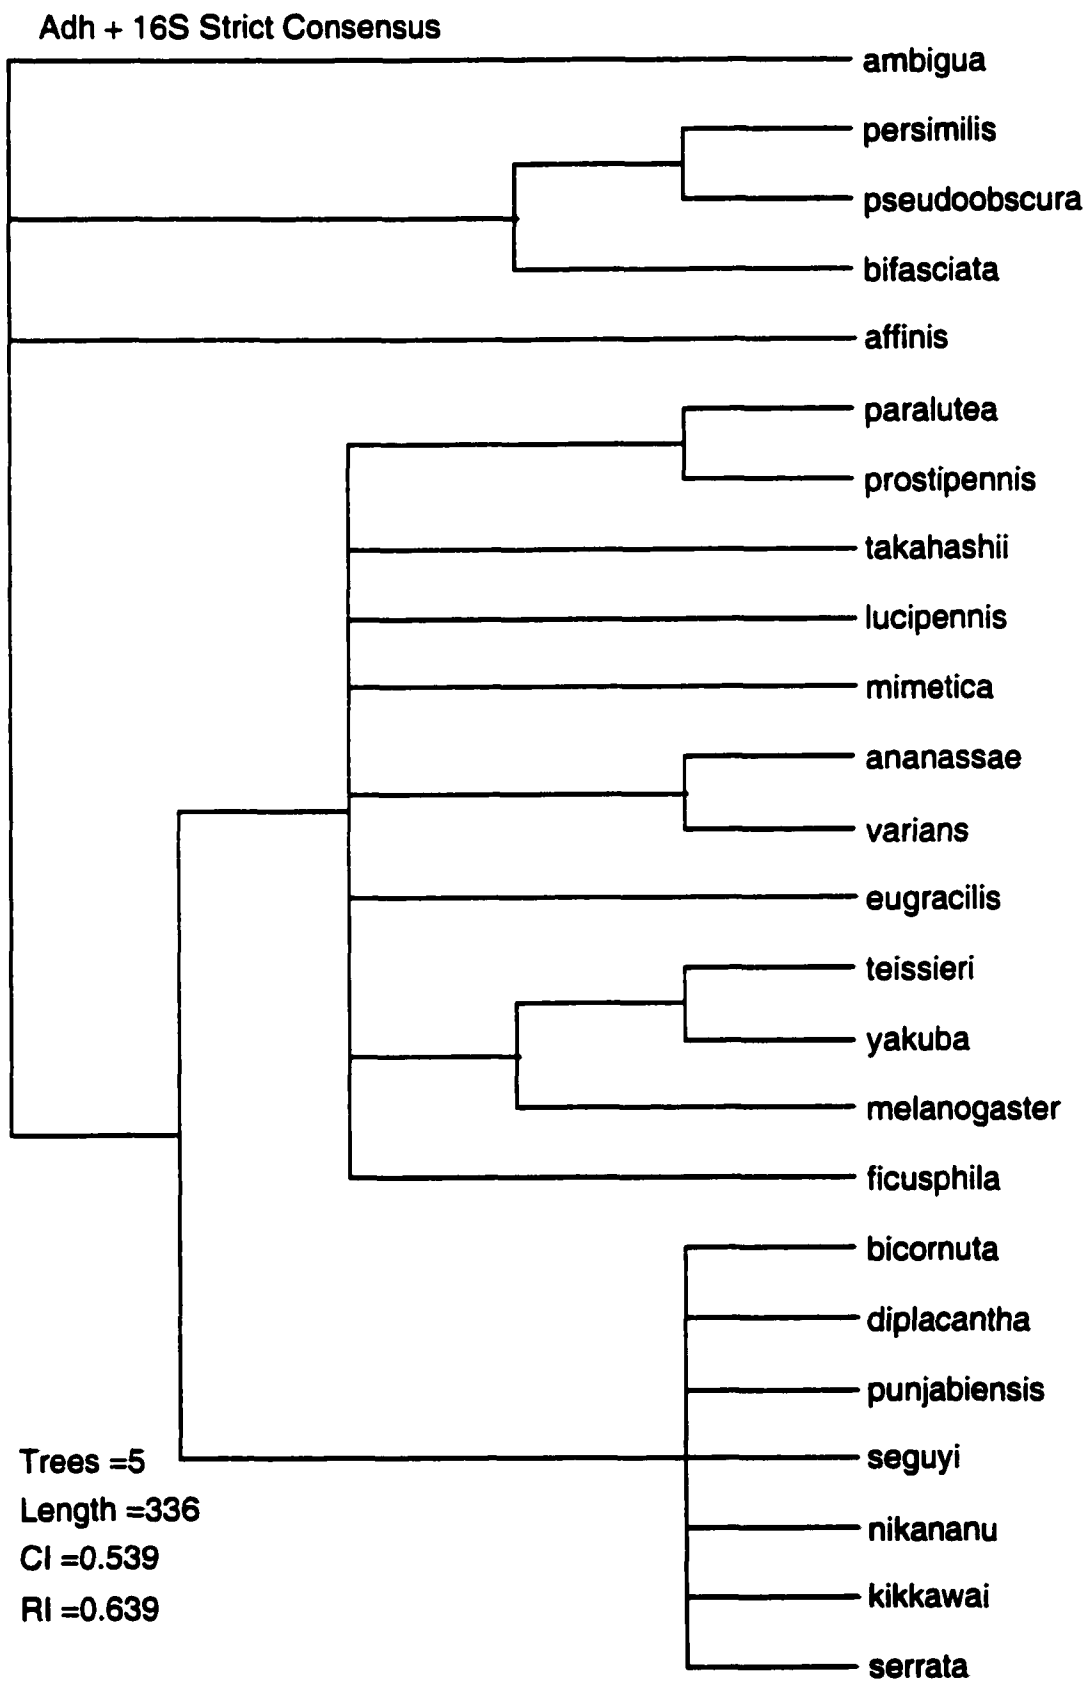 Adh + 16S Strict Consensus
ambigua
persimilis
pseudoobscura
bifasciata
affinis
paralutea
prostipennis
takahashii
lucipennis
mimetica
ananassae
varians
eugracilis
teissieri
yakuba
melanogaster
ficusphila
bicornuta
diplacantha
punjabiensis
seguyi
nikananu
kikkawai
serrata
Trees =5
Length =336
CI =0.539
RI =0.639